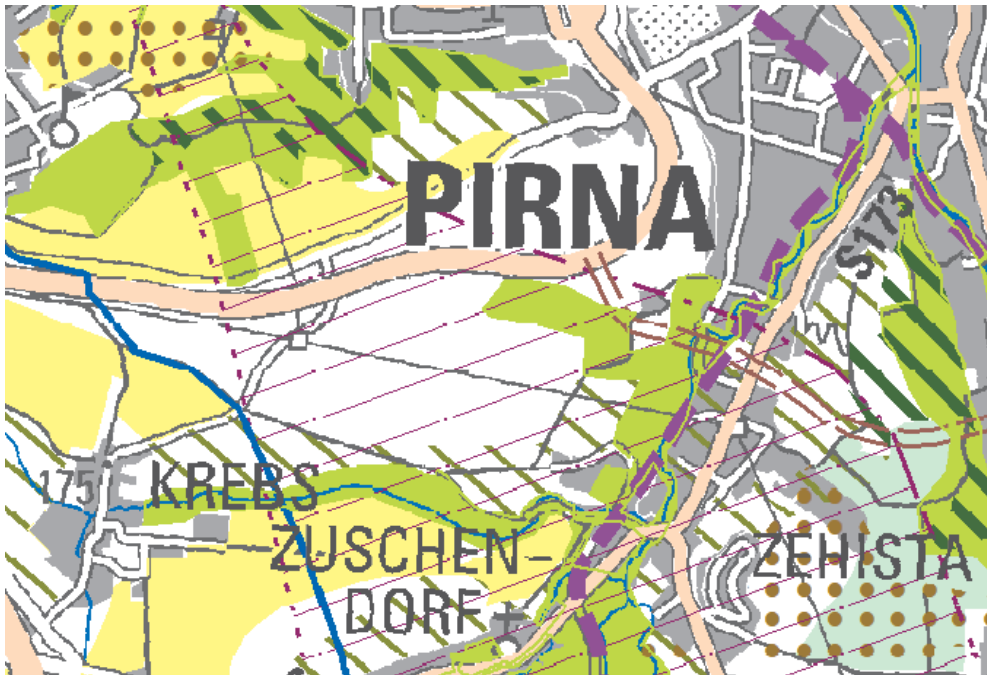 PIRNA
S173
175
KREBS
ZUSCHEN-
DORF
ZEHISTA